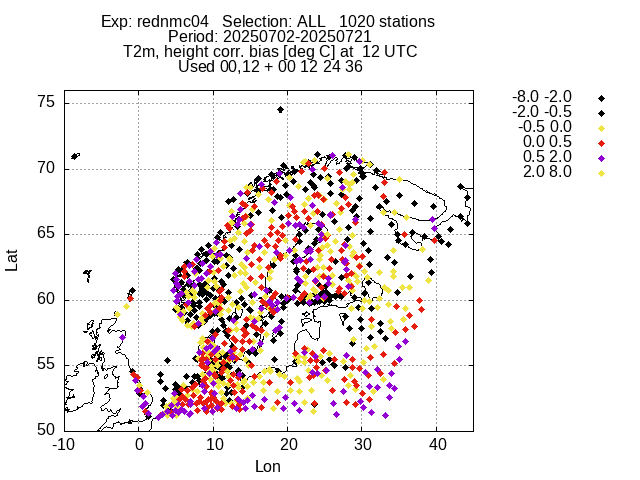 Exp: rednmc04   Selection: ALL   1020 stations
Period: 20250702-20250721
T2m, height corr. bias [deg C] at  12 UTC
Used 00,12 + 00 12 24 36
-8.0 -2.0
-2.0 -0.5
-0.5 0.0
0.0 0.5
0.5 2.0
2.0 8.0
Lat
75
70
65
60
55
50
-10 0 10 20 30 40
Lon